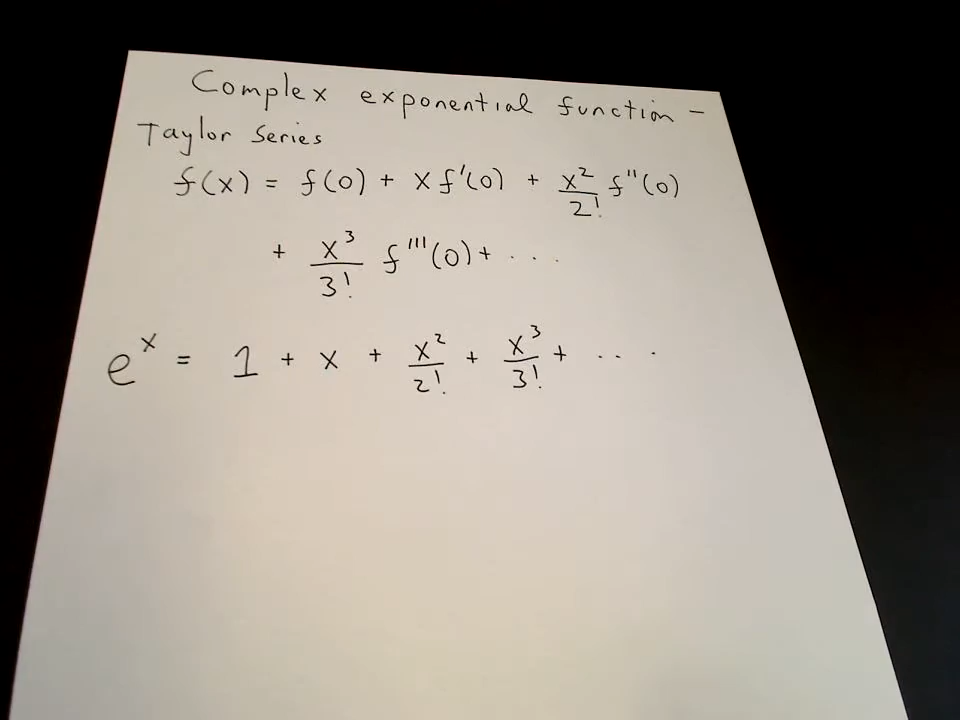 Complex exponential function –
Taylor Series
f(x) = f(0) + x f'(0) + x²/2! f''(0)
+ x³/3! f'''(0) + . . .
eˣ = 1 + x + x²/2! + x³/3! + . . .